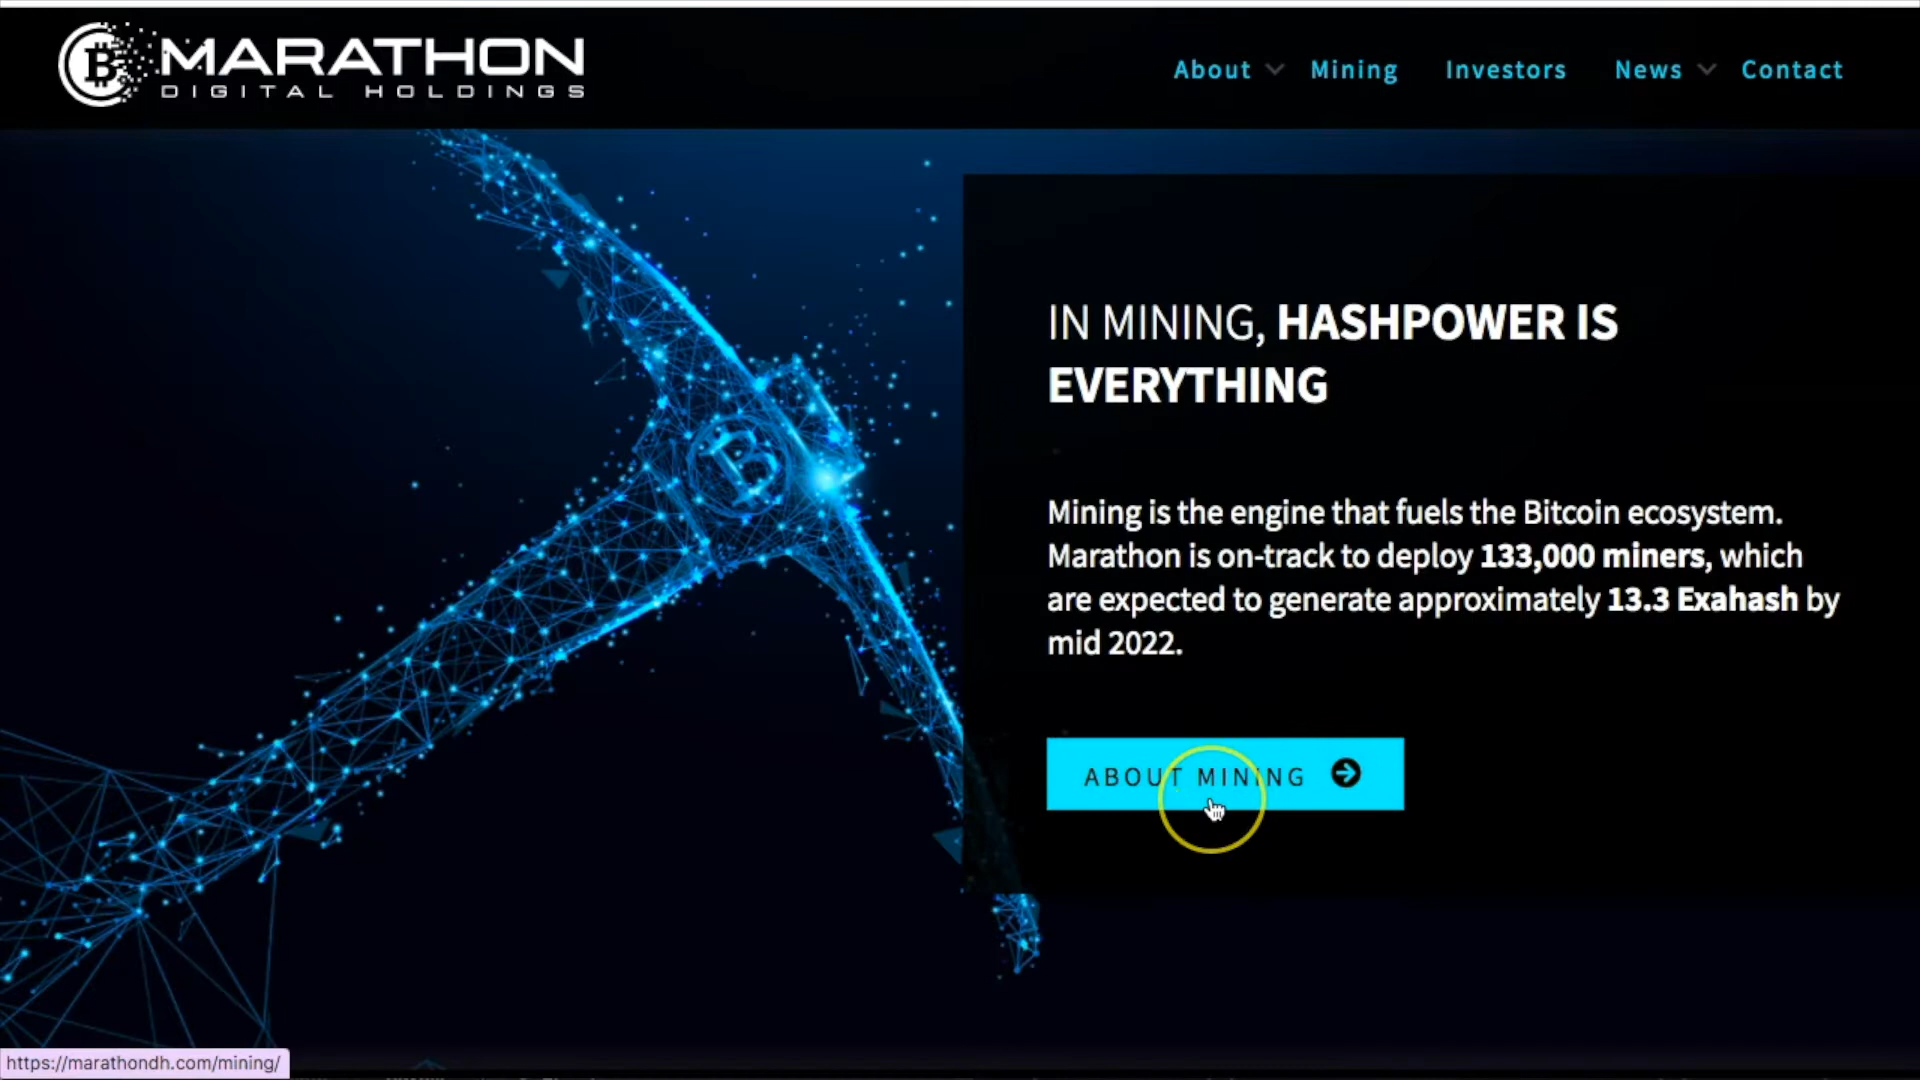 MARATHON
DIGITAL HOLDINGS
About Mining Investors News Contact
IN MINING, HASHPOWER IS
EVERYTHING
Mining is the engine that fuels the Bitcoin ecosystem.
Marathon is on-track to deploy 133,000 miners, which
are expected to generate approximately 13.3 Exahash by
mid 2022.
ABOUT MINING
https://marathondh.com/mining/